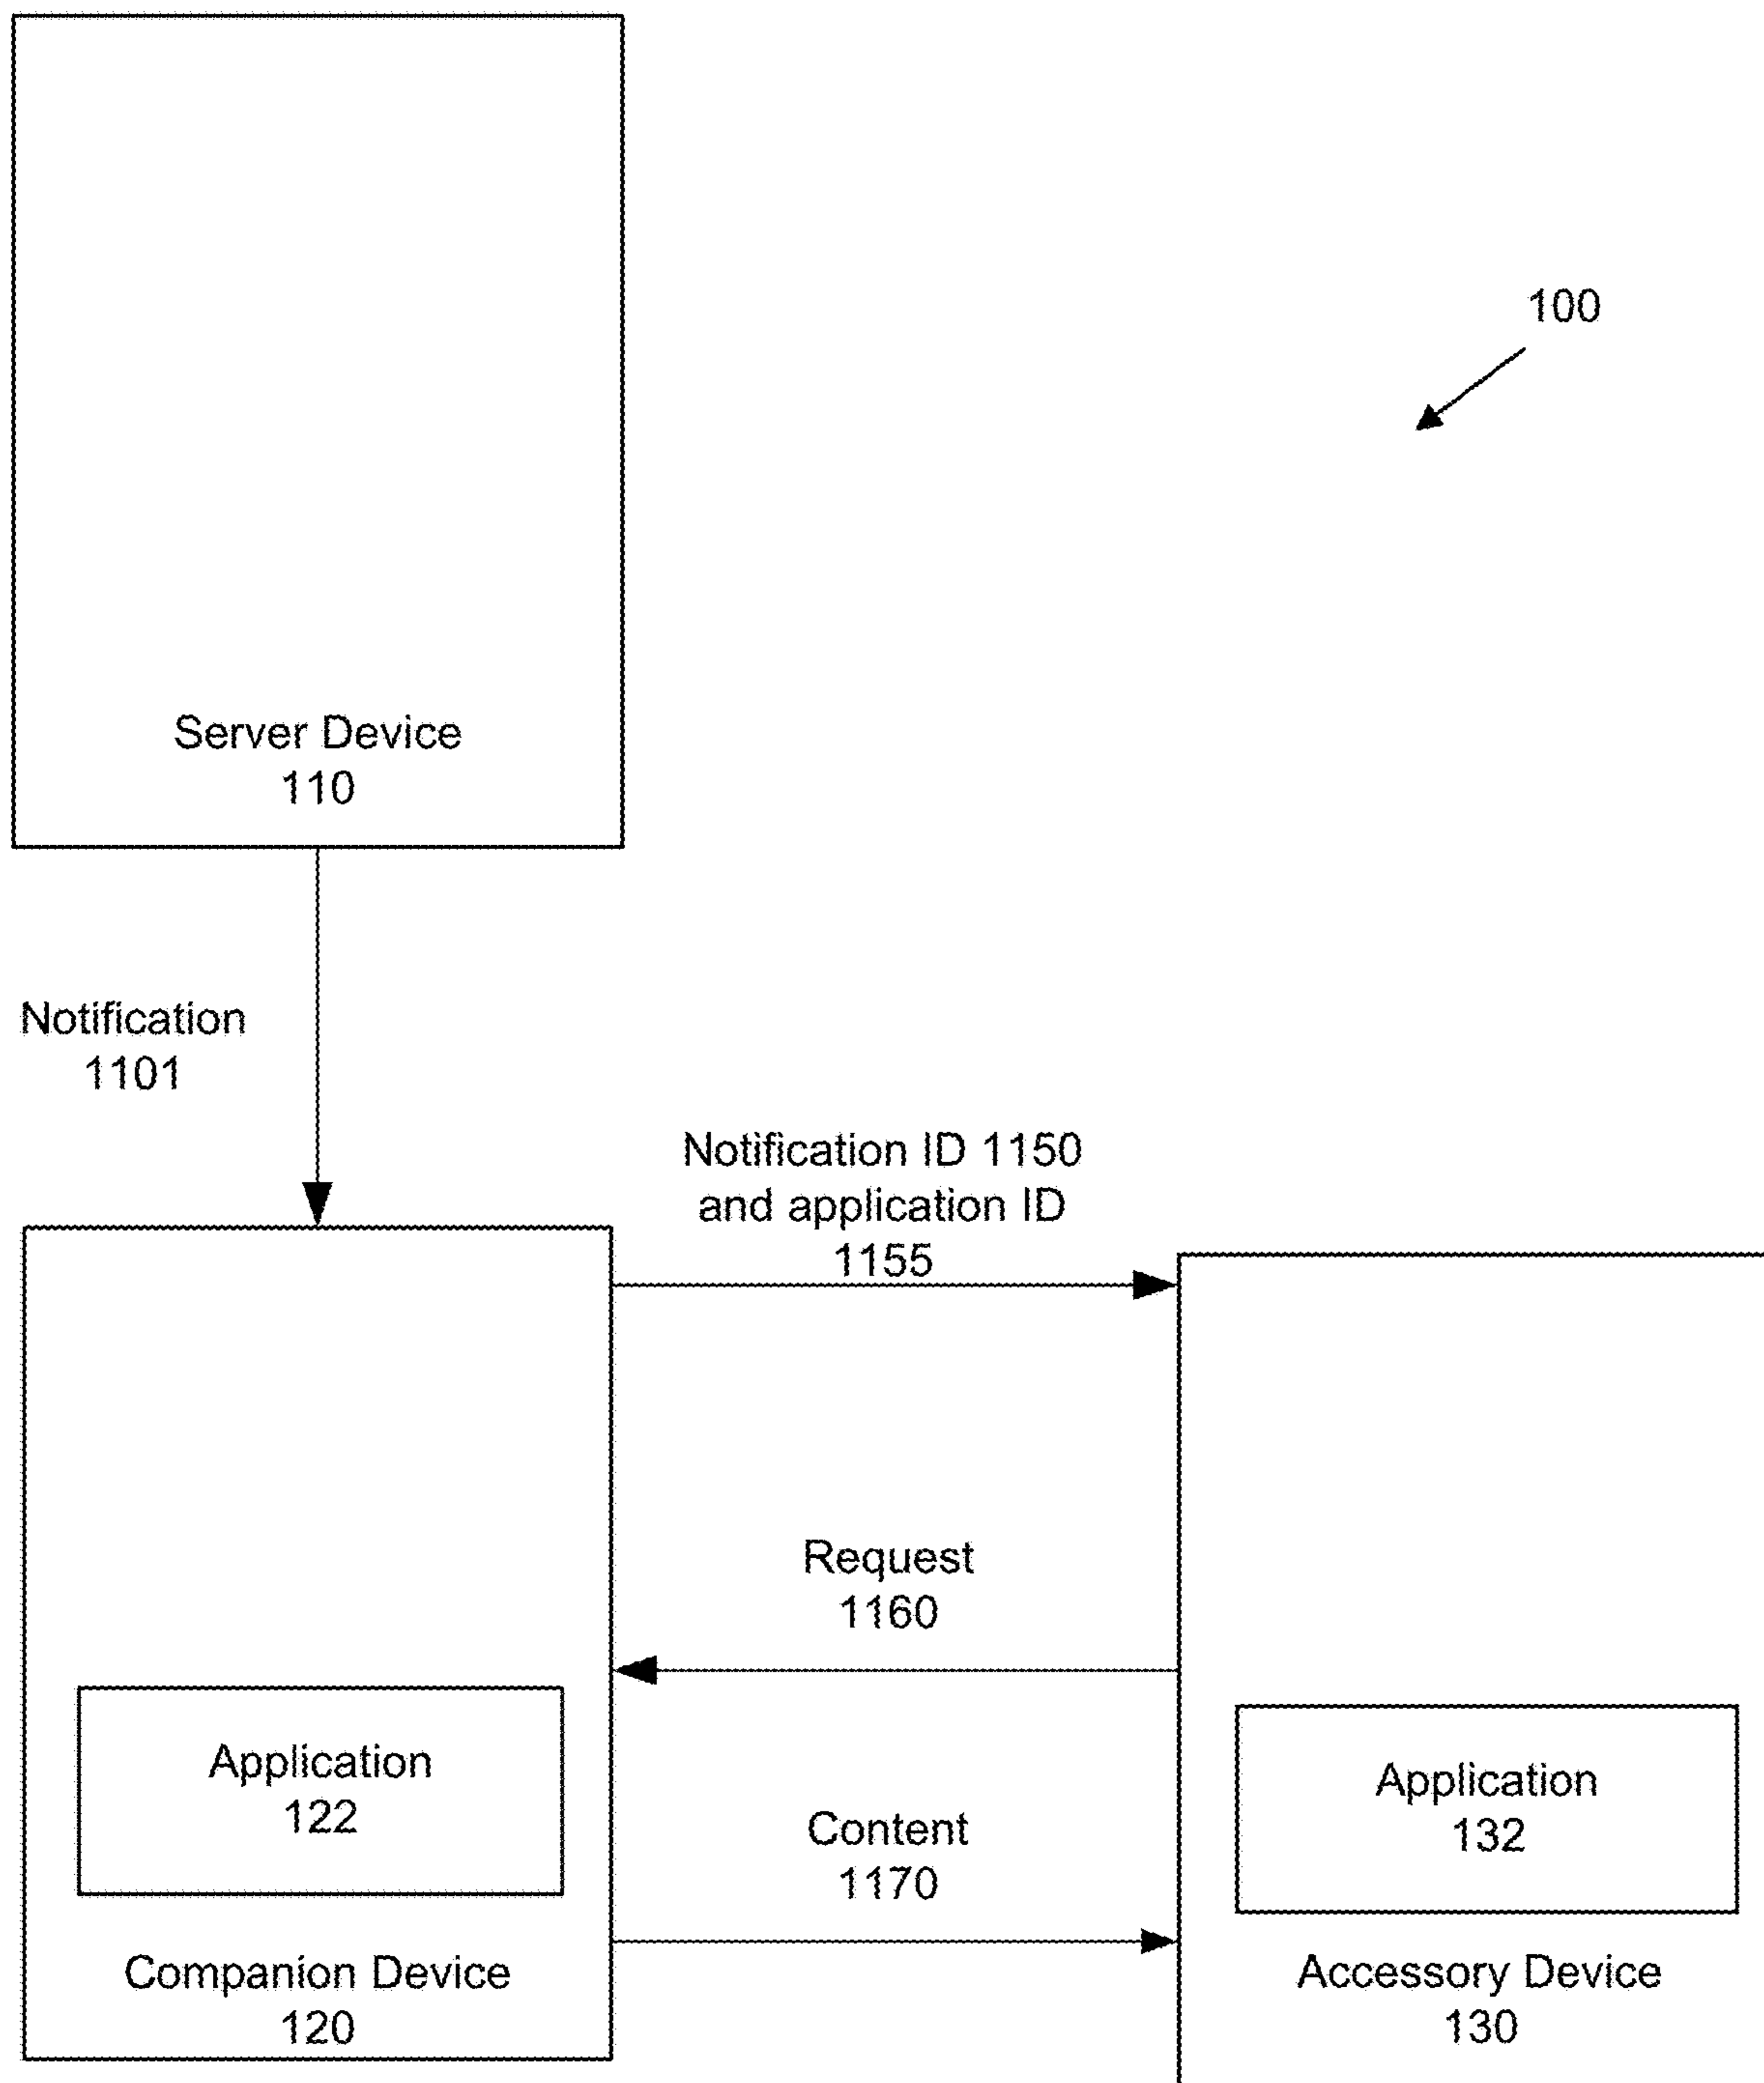 100
Server Device
110
Notification
1101
Notification ID 1150
and application ID
1155
Request
1160
Application
122
Content
1170
Application
132
Companion Device
120
Accessory Device
130